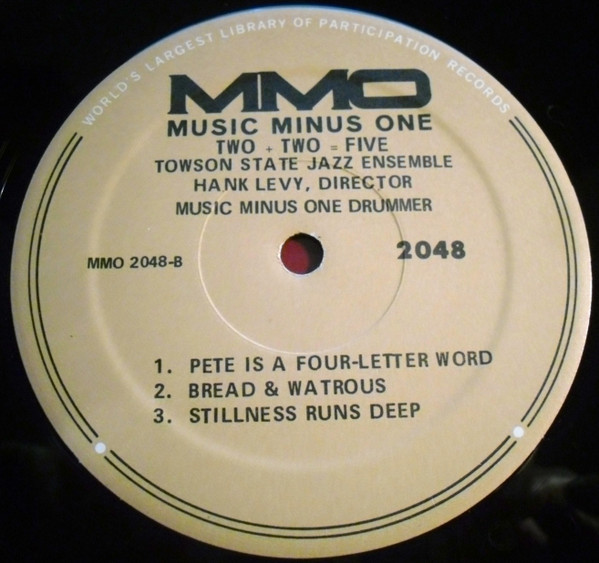 WORLD'S LARGEST LIBRARY OF PARTICIPATION RECORDS
MMO
MUSIC MINUS ONE
TWO + TWO = FIVE
TOWSON STATE JAZZ ENSEMBLE
HANK LEVY, DIRECTOR
MUSIC MINUS ONE DRUMMER
MMO 2048-B
2048
1. PETE IS A FOUR-LETTER WORD
2. BREAD & WATROUS
3. STILLNESS RUNS DEEP